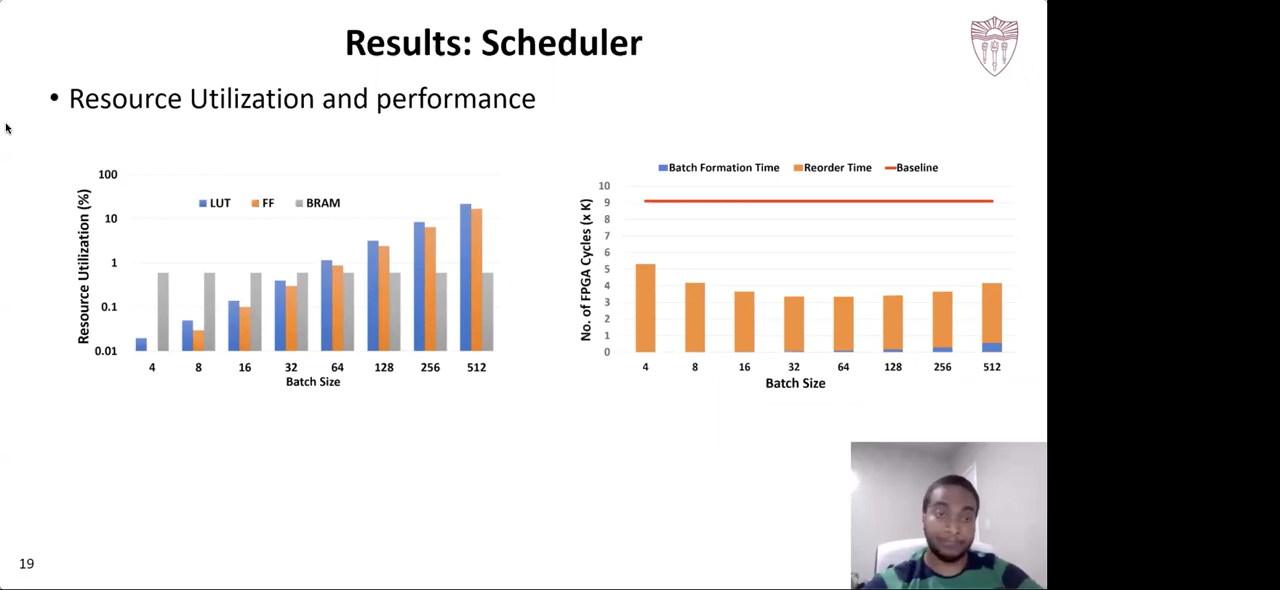 Results: Scheduler
• Resource Utilization and performance
Resource Utilization (%)
100
10
1
0.1
0.01
LUT FF BRAM
4 8 16 32 64 128 256 512
Batch Size
Batch Formation Time Reorder Time Baseline
No. of FPGA Cycles (x K)
10
9
8
7
6
5
4
3
2
1
0
4 8 16 32 64 128 256 512
Batch Size
19